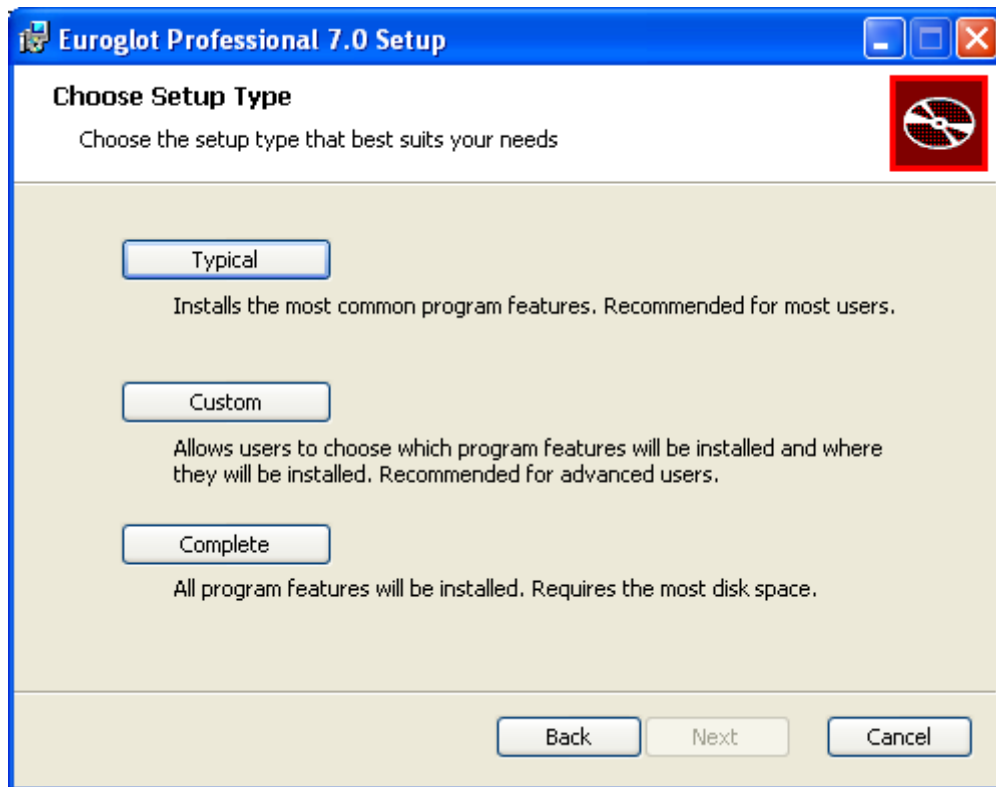 Euroglot Professional 7.0 Setup
Choose Setup Type
Choose the setup type that best suits your needs
Typical
Installs the most common program features. Recommended for most users.
Custom
Allows users to choose which program features will be installed and where
they will be installed. Recommended for advanced users.
Complete
All program features will be installed. Requires the most disk space.
Back
Next
Cancel